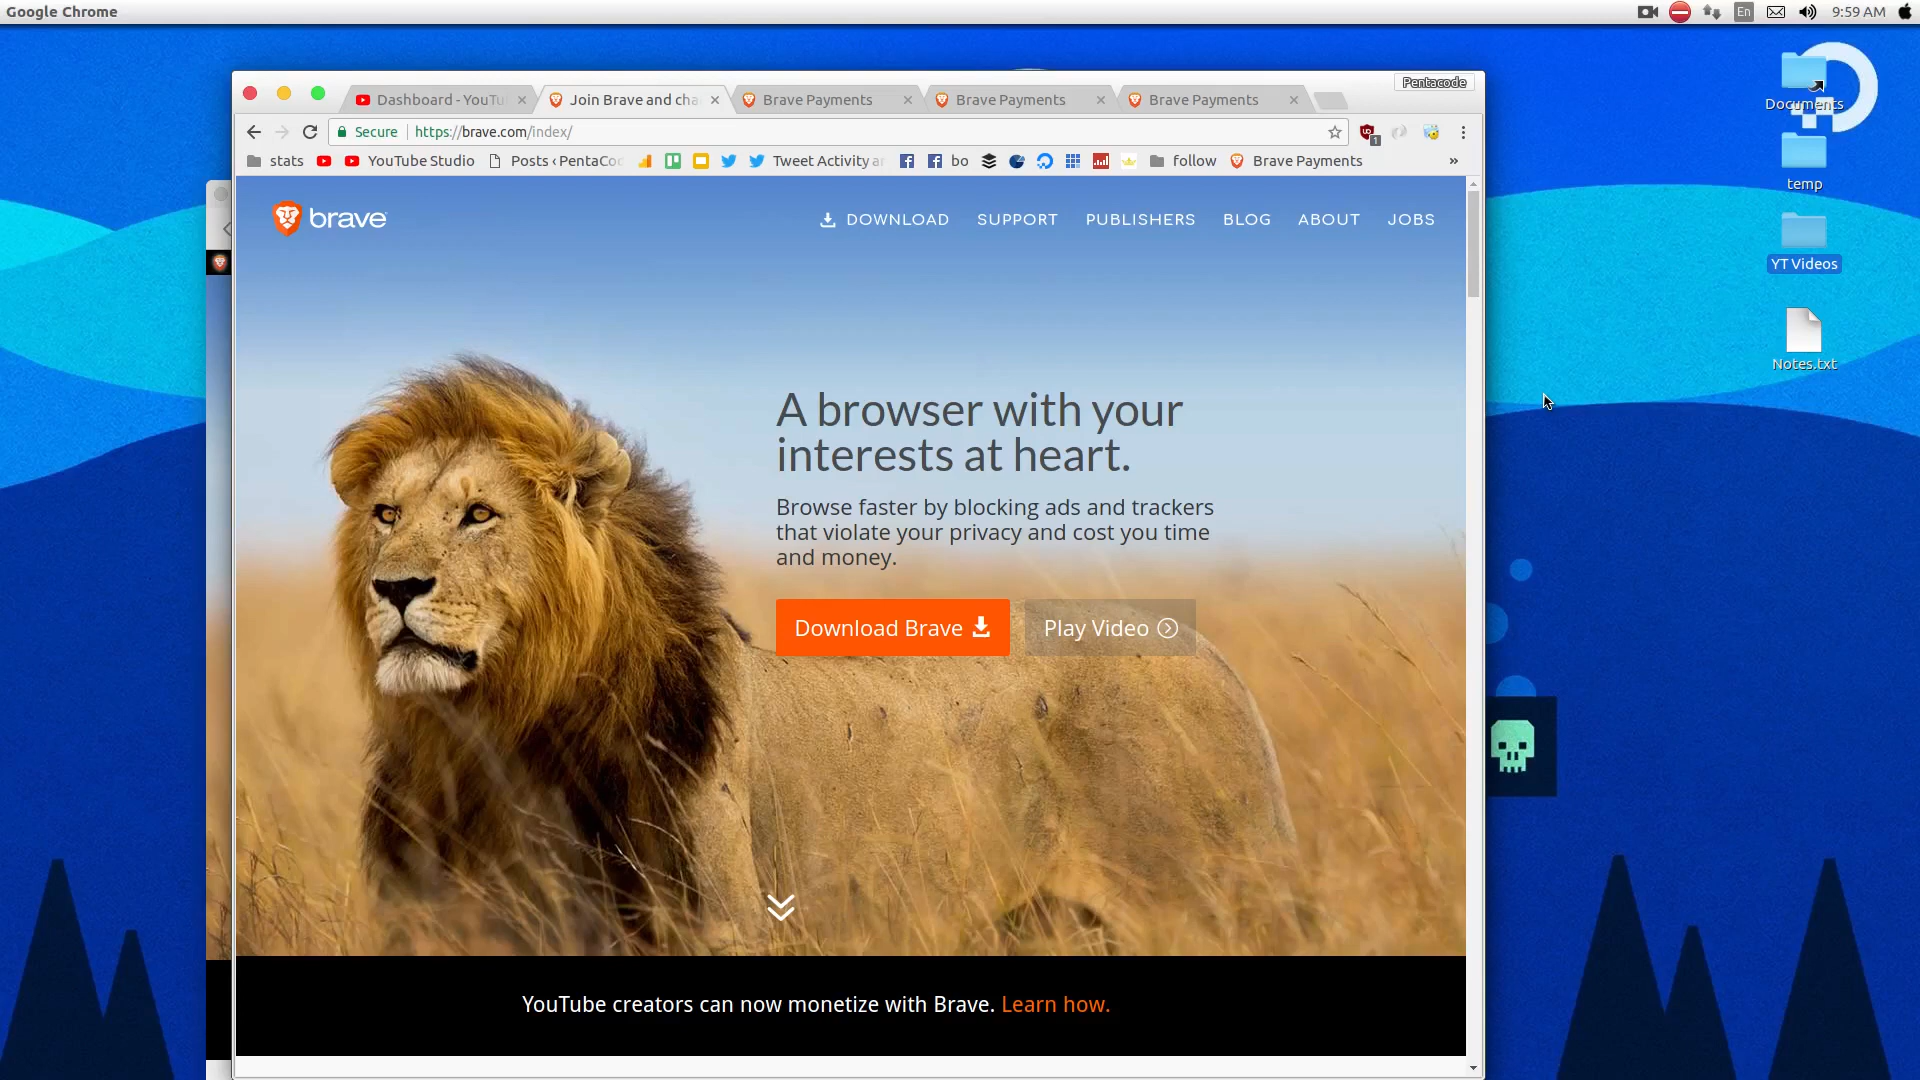 Google Chrome
En
9:59 AM
Pentacode
Dashboard - YouTu
Join Brave and cha
Brave Payments
Brave Payments
Brave Payments
Secure
https://brave.com/index/
1
stats
YouTube Studio
Posts ‹ PentaCo
Tweet Activity a
bo
follow
Brave Payments
»
brave
DOWNLOAD
SUPPORT
PUBLISHERS
BLOG
ABOUT
JOBS
A browser with your
interests at heart.
Browse faster by blocking ads and trackers
that violate your privacy and cost you time
and money.
Download Brave
Play Video
YouTube creators can now monetize with Brave. Learn how.
Documents
temp
YT Videos
Notes.txt